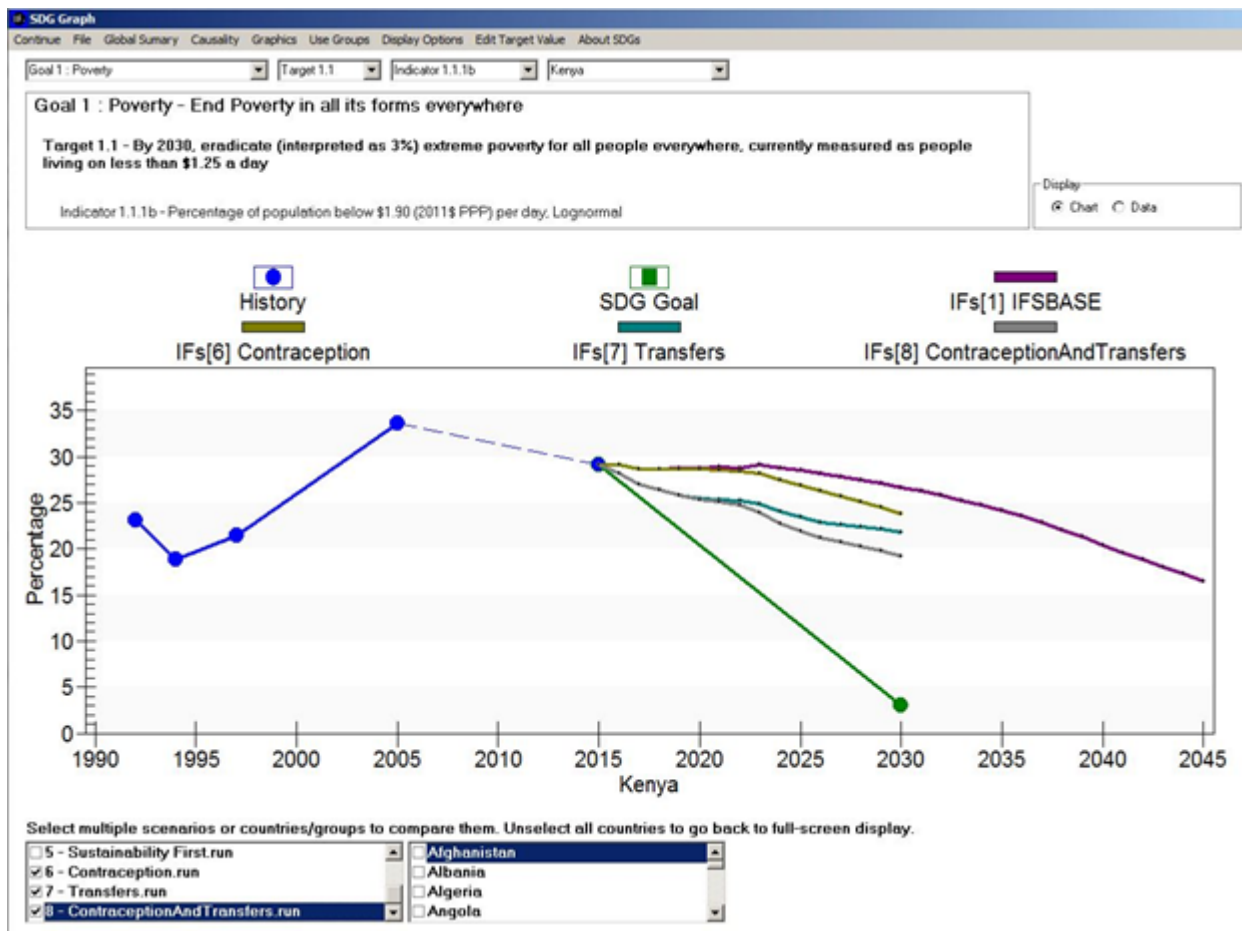 SDG Graph
Continue File Global Sumary Causality Graphics Use Groups Display Options Edit Target Value About SDGs
Goal 1 : Poverty Target 1.1 Indicator 1.1.1b Kenya
Goal 1 : Poverty - End Poverty in all its forms everywhere
Target 1.1 - By 2030, eradicate (interpreted as 3%) extreme poverty for all people everywhere, currently measured as people
living on less than $1.25 a day
Indicator 1.1.1b - Percentage of population below $1.90 (2011$ PPP) per day, Lognormal
Display
Chart Data
History SDG Goal IFs[1] IFSBASE
IFs[6] Contraception IFs[7] Transfers IFs[8] ContraceptionAndTransfers
Percentage
35
30
25
20
15
10
5
0
1990 1995 2000 2005 2010 2015 2020 2025 2030 2035 2040 2045
Kenya
Select multiple scenarios or countries/groups to compare them. Unselect all countries to go back to full-screen display.
5 - Sustainability First.run
6 - Contraception.run
7 - Transfers.run
8 - ContraceptionAndTransfers.run
Afghanistan
Albania
Algeria
Angola